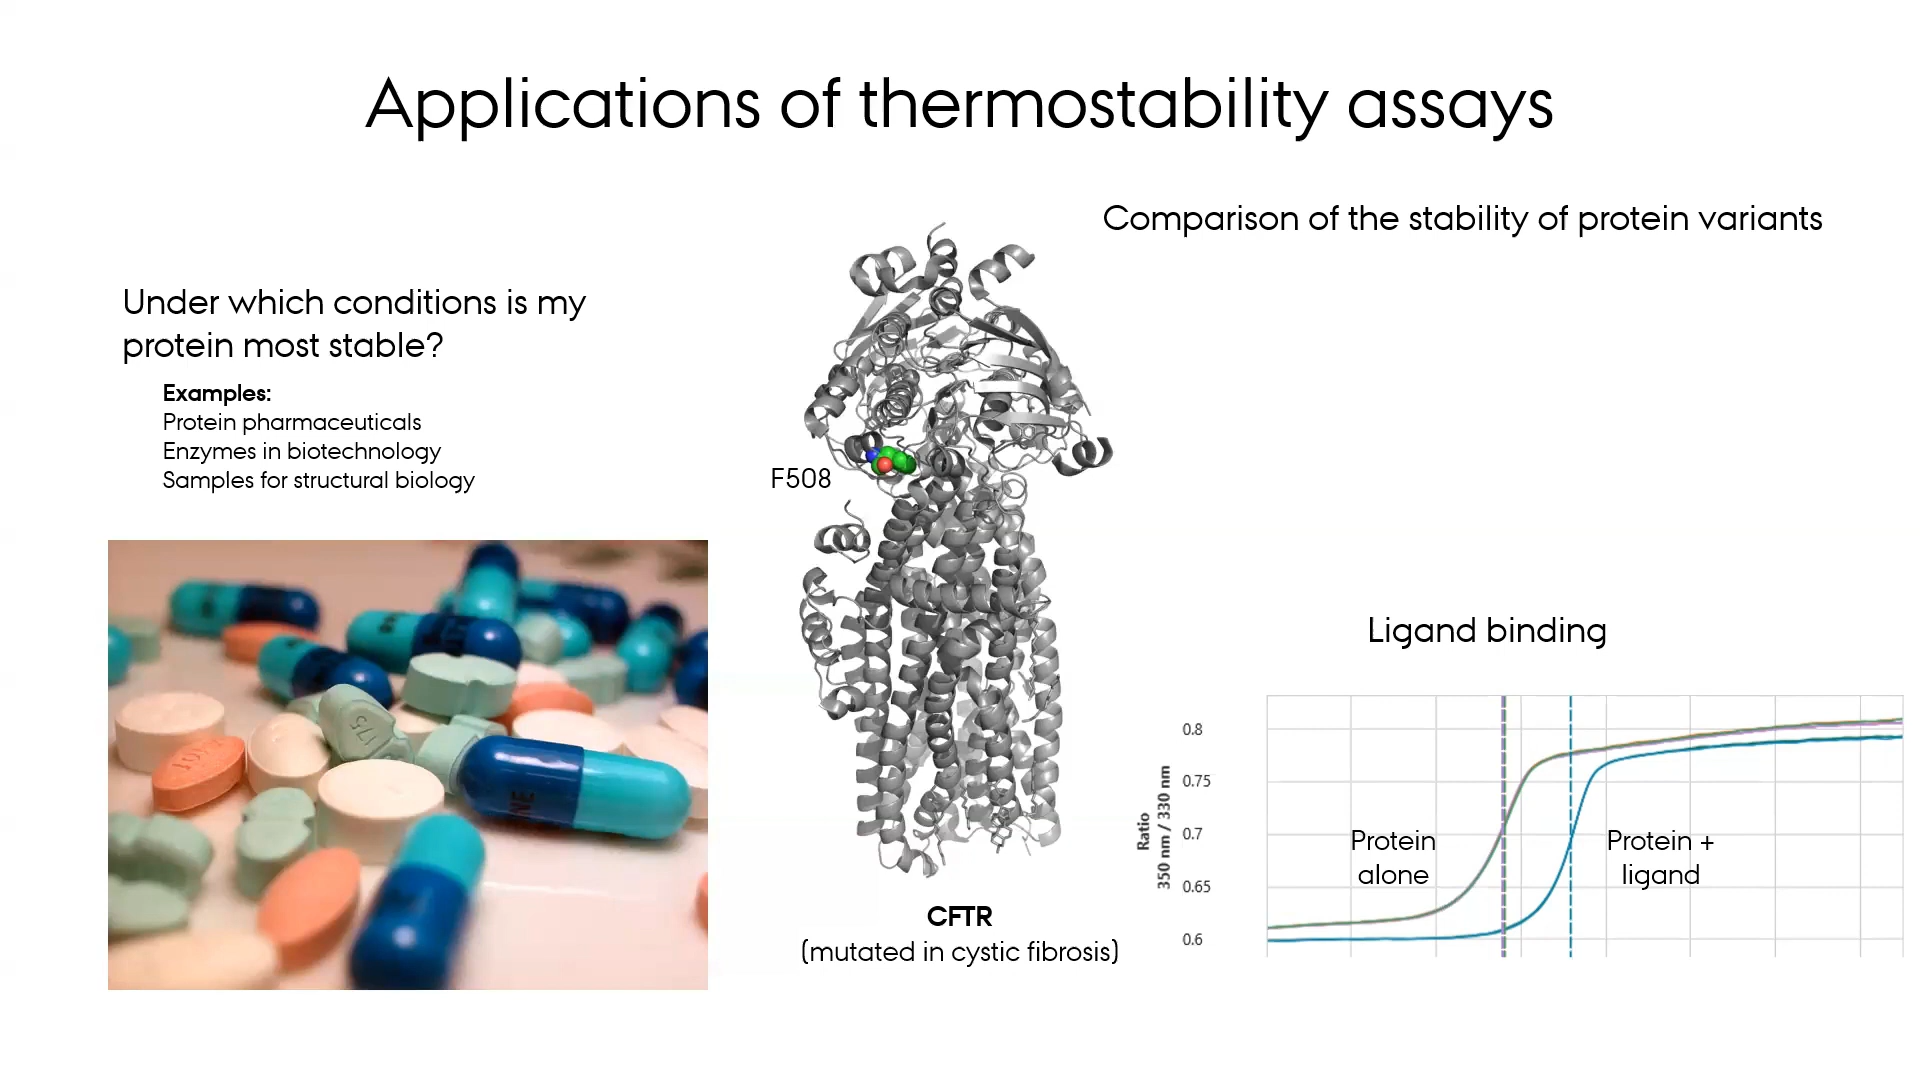 Applications of thermostability assays
Comparison of the stability of protein variants
Under which conditions is my
protein most stable?
Examples:
Protein pharmaceuticals
Enzymes in biotechnology
Samples for structural biology
F508
CFTR
(mutated in cystic fibrosis)
Ligand binding
Ratio
350 nm / 330 nm
0.8
0.75
0.7
0.65
0.6
Protein
alone
Protein +
ligand
175